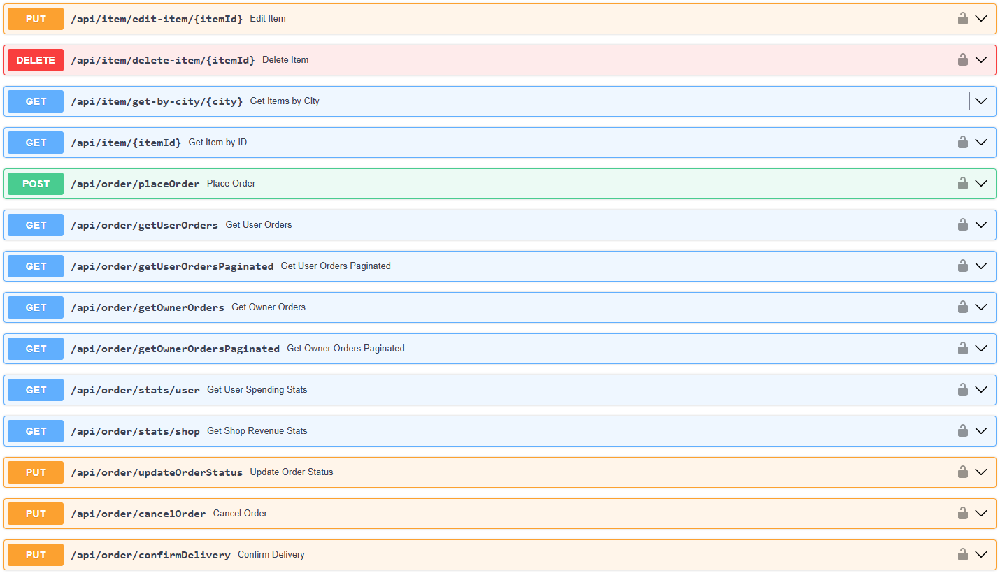 PUT /api/item/edit-item/{itemId} Edit Item
DELETE /api/item/delete-item/{itemId} Delete Item
GET /api/item/get-by-city/{city} Get Items by City
GET /api/item/{itemId} Get Item by ID
POST /api/order/placeOrder Place Order
GET /api/order/getUserOrders Get User Orders
GET /api/order/getUserOrdersPaginated Get User Orders Paginated
GET /api/order/getOwnerOrders Get Owner Orders
GET /api/order/getOwnerOrdersPaginated Get Owner Orders Paginated
GET /api/order/stats/user Get User Spending Stats
GET /api/order/stats/shop Get Shop Revenue Stats
PUT /api/order/updateOrderStatus Update Order Status
PUT /api/order/cancelOrder Cancel Order
PUT /api/order/confirmDelivery Confirm Delivery